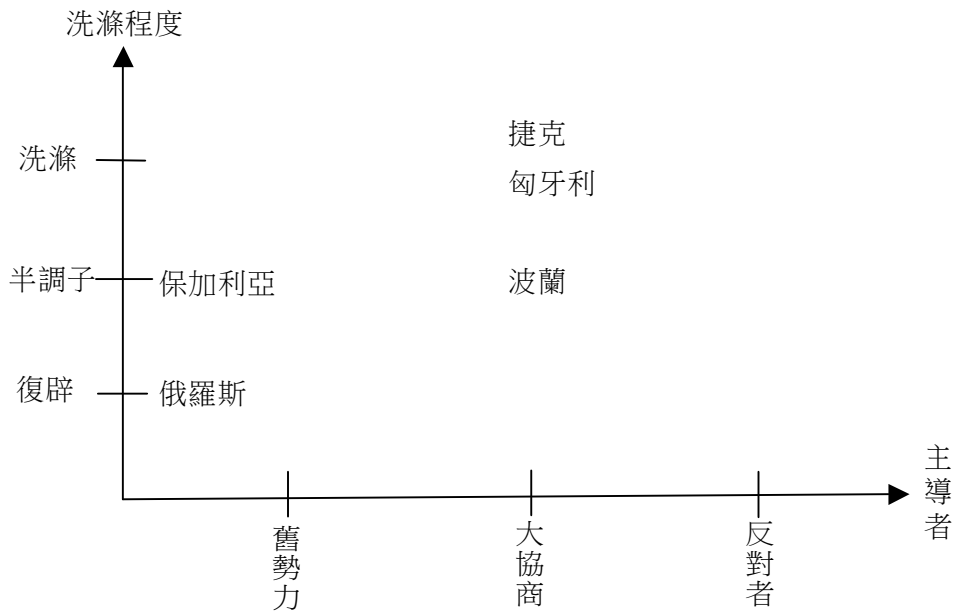 洗滌程度
捷克
洗滌
匈牙利
半調子
保加利亞
波蘭
復辟
俄羅斯
主導者
舊勢力
大協商
反對者